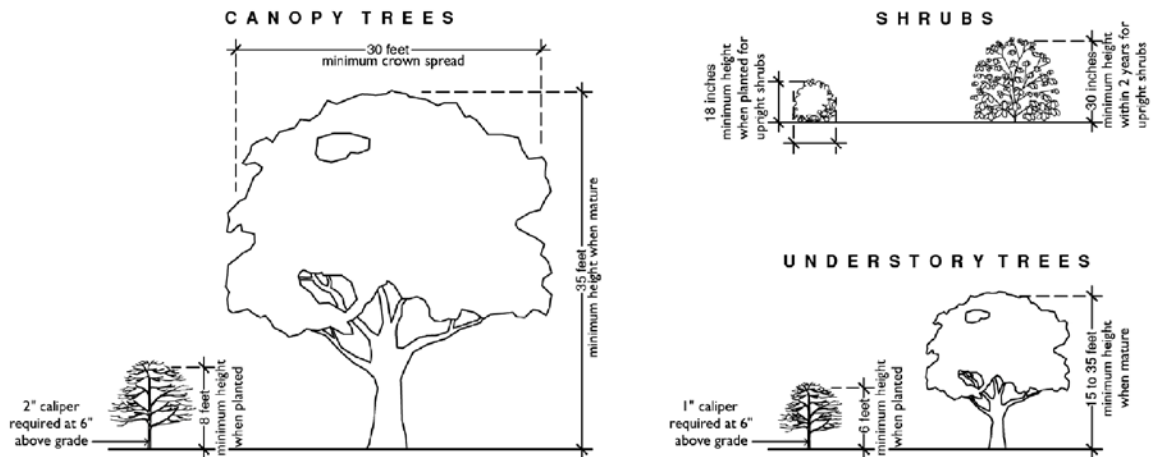 CANOPY TREES
30 feet
minimum crown spread
35 feet
minimum height when mature
2" caliper
required at 6"
above grade
8 feet
minimum height
when planted
SHRUBS
18 inches
minimum height
when planted for
upright shrubs
30 inches
minimum height
within 2 years for
upright shrubs
UNDERSTORY TREES
1" caliper
required at 6"
above grade
6 feet
minimum height
when planted
15 to 35 feet
minimum height
when mature